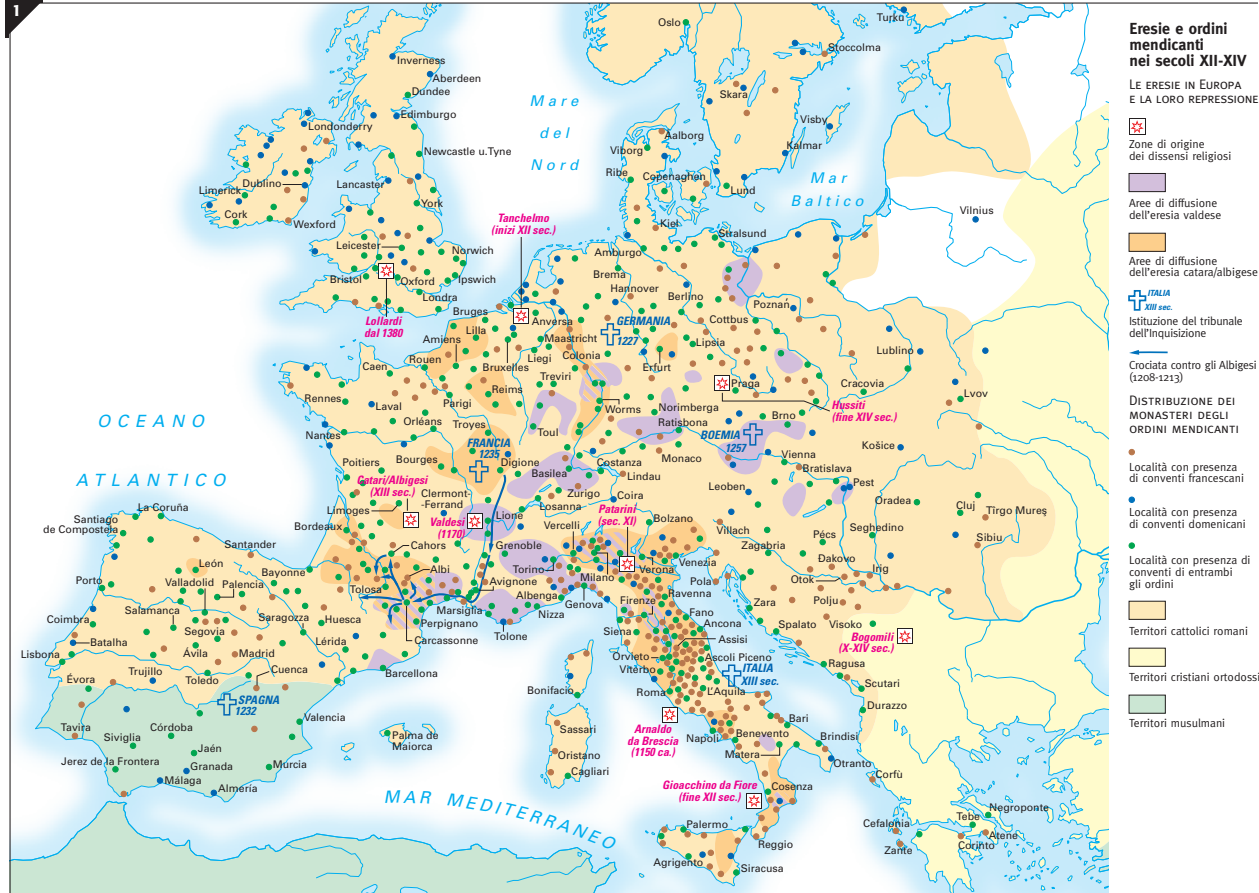 1
Oslo
Turku
Stoccolma
Inverness
Aberdeen
Dundee
Edimburgo
Skara
Mare
del
Nord
Visby
Kalmar
Londonderry
Aalborg
Viborg
Newcastle u.Tyne
Ribe
Copenaghen
Lund
Mar
Baltico
Limerick
Dublino
Lancaster
Cork
York
Wexford
Vilnius
Tanchelmo
(inizi XII sec.)
Kiel
Stralsund
Leicester
Norwich
Amburgo
Bristol
Oxford
Ipswich
Brema
Hannover
Londra
Berlino
Poznań
Lollardi
dal 1380
Bruges
Anversa
GERMANIA
1227
Cottbus
Lilla
Amiens
Maastricht
Lipsia
Lublino
Rouen
Liegi
Colonia
Bruxelles
Erfurt
Caen
Reims
Treviri
Praga
Cracovia
Lvov
Rennes
Laval
Parigi
Worms
Norimberga
Hussiti
(fine XIV sec.)
OCEANO
ATLANTICO
Orléans
Troyes
Toul
Ratisbona
Brno
Nantes
FRANCIA
1235
BOEMIA
1257
Košice
Digione
Monaco
Vienna
Poitiers
Bourges
Basilea
Costanza
Lindau
Bratislava
Catari/Albigesi
(XIII sec.)
Clermont-
Ferrand
Zurigo
Coira
Leoben
Pest
Oradea
Cluj
Tirgo Mureş
Limoges
Valdesi
(1170)
Lione
Losanna
Patarini
(sec. XI)
La Coruña
Santiago
de Compostela
Bordeaux
Vercelli
Bolzano
Villach
Pécs
Seghedino
Sibiu
Santander
Cahors
Grenoble
Zagabria
Đakovo
León
Bayonne
Albi
Torino
Milano
Verona
Venezia
Otok
Irig
Porto
Valladolid
Palencia
Tolosa
Avignone
Albenga
Genova
Pola
Ravenna
Zara
Polju
Salamanca
Saragozza
Huesca
Marsiglia
Nizza
Firenze
Fano
Perpignano
Coimbra
Segovia
Lérida
Tolone
Siena
Ancona
Spalato
Visoko
Batalha
Ávila
Madrid
Carcassonne
Orvieto
Assisi
Bogomili
(X-XIV sec.)
Lisbona
Trujillo
Toledo
Cuenca
Barcellona
Viterbo
Ascoli Piceno
Ragusa
Évora
Bonifacio
Roma
L'Aquila
ITALIA
XIII sec.
Scutari
SPAGNA
1232
Durazzo
Valencia
Tavira
Córdoba
Palma de
Maiorca
Sassari
Arnaldo
da Brescia
(1150 ca.)
Napoli
Benevento
Bari
Brindisi
Siviglia
Jaén
Oristano
Matera
Otranto
Jerez de la Frontera
Granada
Murcia
Cagliari
Málaga
Almería
Gioacchino da Fiore
(fine XII sec.)
Cosenza
Corfù
MAR MEDITERRANEO
Palermo
Reggio
Cefalonia
Negroponte
Tebe
Atene
Corinto
Zante
Agrigento
Siracusa
Eresie e ordini
mendicanti
nei secoli XII-XIV
LE ERESIE IN EUROPA
E LA LORO REPRESSIONE
Zone di origine
dei dissensi religiosi
Aree di diffusione
dell'eresia valdese
Aree di diffusione
dell'eresia catara/albigese
ITALIA
XIII sec.
Istituzione del tribunale
dell'Inquisizione
Crociata contro gli Albigesi
(1208-1213)
DISTRIBUZIONE DEI
MONASTERI DEGLI
ORDINI MENDICANTI
Località con presenza
di conventi francescani
Località con presenza
di conventi domenicani
Località con presenza di
conventi di entrambi
gli ordini
Territori cattolici romani
Territori cristiani ortodossi
Territori musulmani